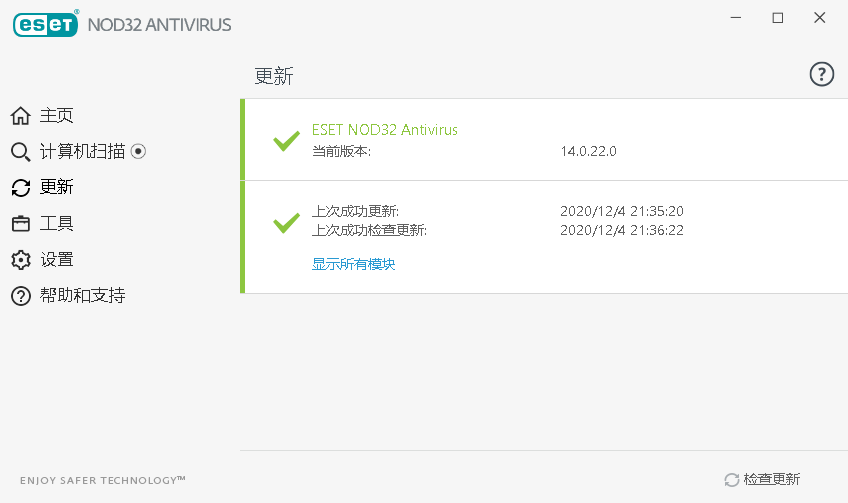 eseT® NOD32 ANTIVIRUS
更新
?
主页
计算机扫描
更新
工具
设置
帮助和支持
ESET NOD32 Antivirus
当前版本: 14.0.22.0
上次成功更新: 2020/12/4 21:35:20
上次成功检查更新: 2020/12/4 21:36:22
显示所有模块
ENJOY SAFER TECHNOLOGY™
检查更新